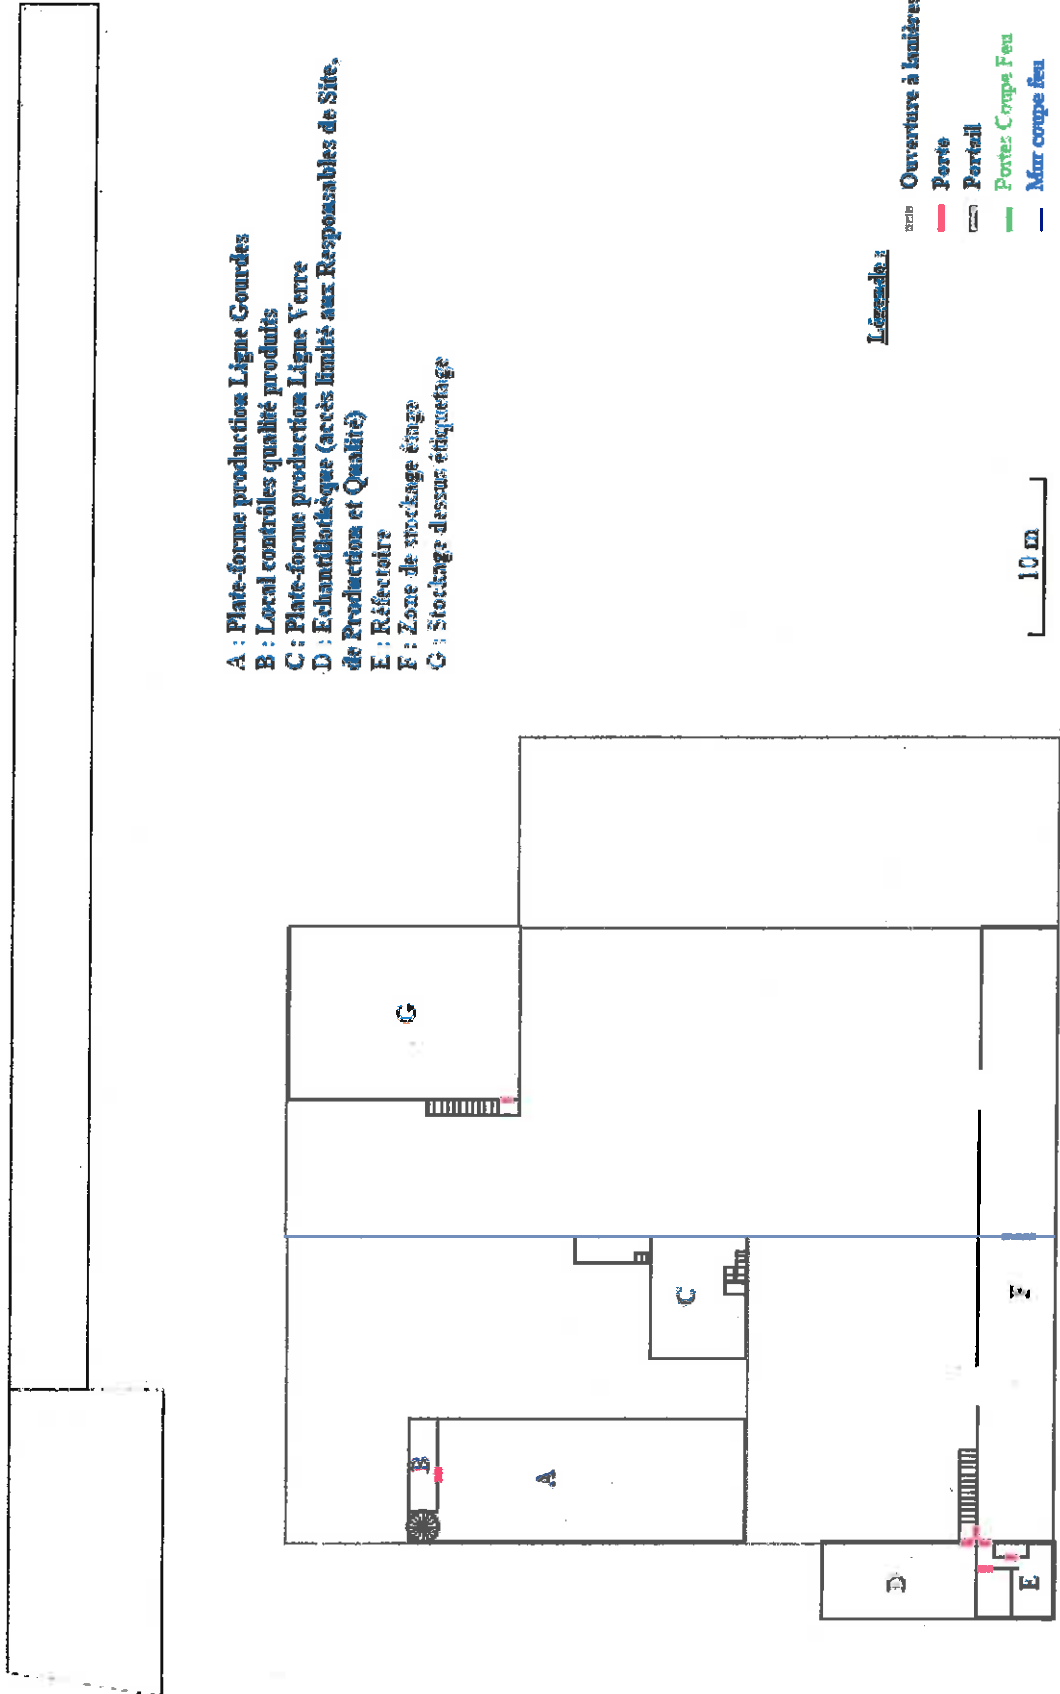 A : Plate-forme production Ligne Gourdes
B : Local contrôles qualité produits
C : Plate-forme production Ligne Verre
D : Echantillothèque (accès limité aux Responsables de Site,
de Production et Qualité)
E : Réfectoire
F : Zone de stockage étage
G : Stockage dessus étiquetage
Légende :
Ouverture à lanières
Porte
Portail
Portes Coupe Feu
Mur coupe feu
10 m
G
C
F
B
A
D
E